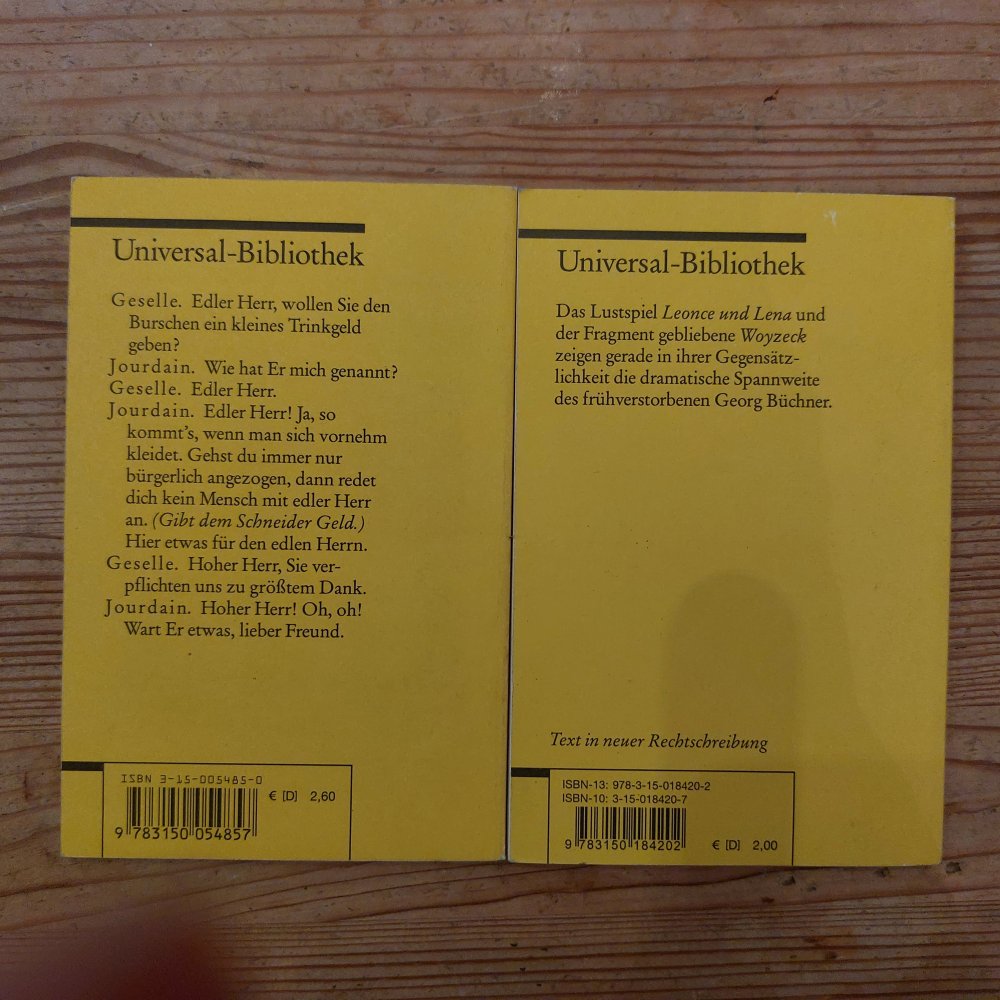 Universal-Bibliothek
Geselle. Edler Herr, wollen Sie den
Burschen ein kleines Trinkgeld
geben?
Jourdain. Wie hat Er mich genannt?
Geselle. Edler Herr.
Jourdain. Edler Herr! Ja, so
kommt's, wenn man sich vornehm
kleidet. Gehst du immer nur
bürgerlich angezogen, dann redet
dich kein Mensch mit edler Herr
an. (Gibt dem Schneider Geld.)
Hier etwas für den edlen Herrn.
Geselle. Hoher Herr, Sie ver-
pflichten uns zu größtem Dank.
Jourdain. Hoher Herr! Oh, oh!
Wart Er etwas, lieber Freund.
ISBN 3-15-005485-0
€ [D] 2,60
9 783150 054857
Universal-Bibliothek
Das Lustspiel Leonce und Lena und
der Fragment gebliebene Woyzeck
zeigen gerade in ihrer Gegensätz-
lichkeit die dramatische Spannweite
des frühverstorbenen Georg Büchner.
Text in neuer Rechtschreibung
ISBN-13: 978-3-15-018420-2
ISBN-10: 3-15-018420-7
9 783150 184202
€ [D] 2,00